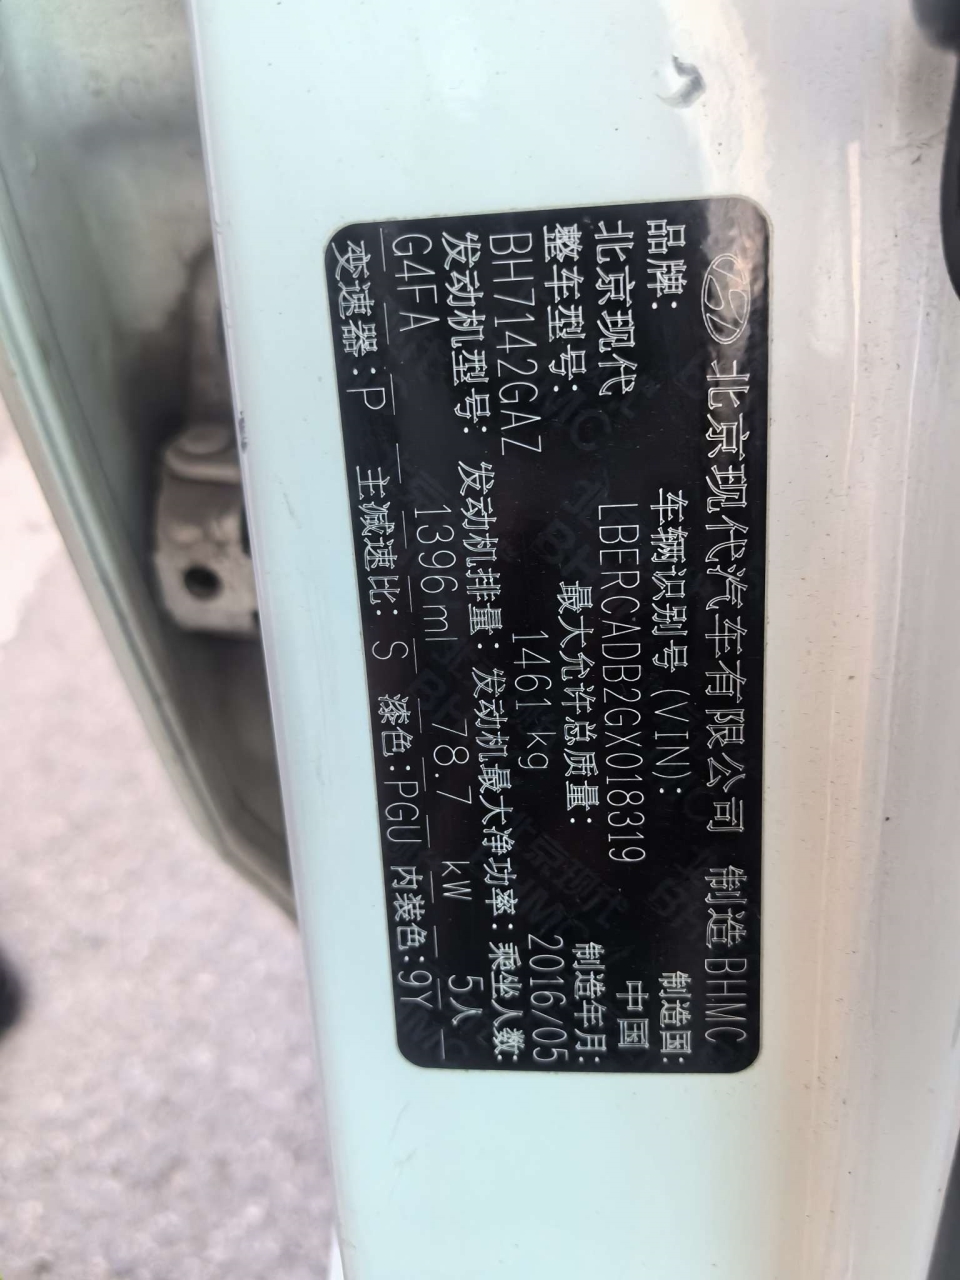 北京现代汽车有限公司 制造 BHMC
品牌: 车辆识别号(VIN): 制造国:
北京现代 LBERCADB2GX018319 中国
整车型号: 最大允许总质量: 制造年月:
BH7142GAZ 1461 kg 2016/05
发动机型号: 发动机排量: 发动机最大净功率: 乘坐人数:
G4FA 1396ml 78.7 kW 5人
变速器: P 主减速比: S 漆色:PGU 内装色:9Y